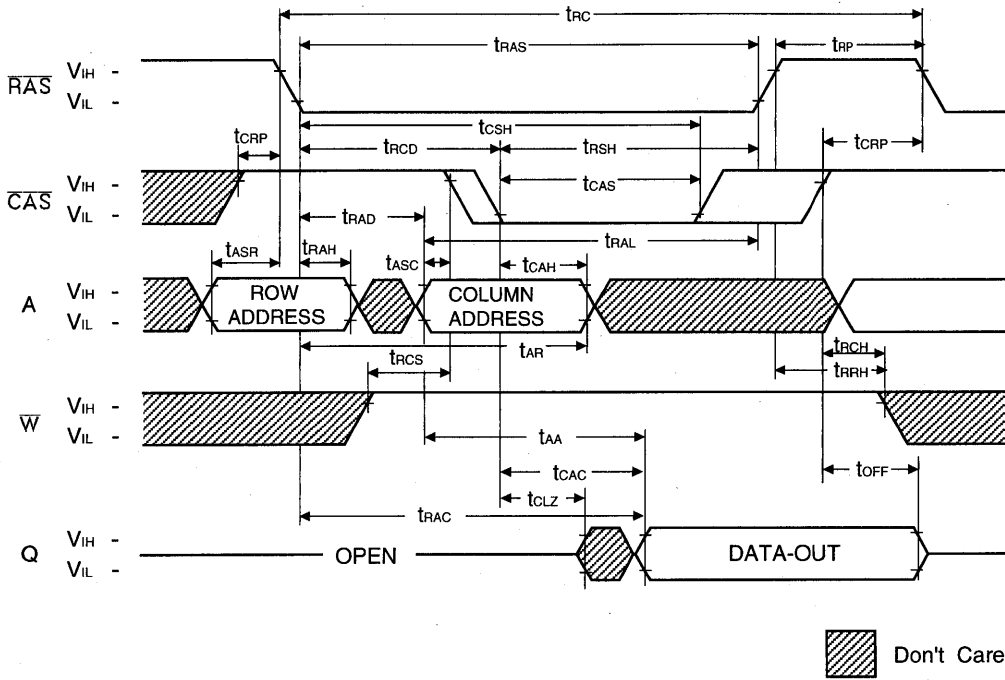 tRC
tRAS
tRP
RAS
VIH -
VIL -
tCSH
tCRP
tRCD
tRSH
tCRP
CAS
VIH -
VIL -
tCAS
tRAD
tRAL
tASR
tRAH
tASC
tCAH
A
VIH -
VIL -
ROW
ADDRESS
COLUMN
ADDRESS
tAR
tRCS
tRCH
tRRH
W
VIH -
VIL -
tAA
tCAC
tOFF
tCLZ
tRAC
Q
VIH -
VIL -
OPEN
DATA-OUT
Don't Care